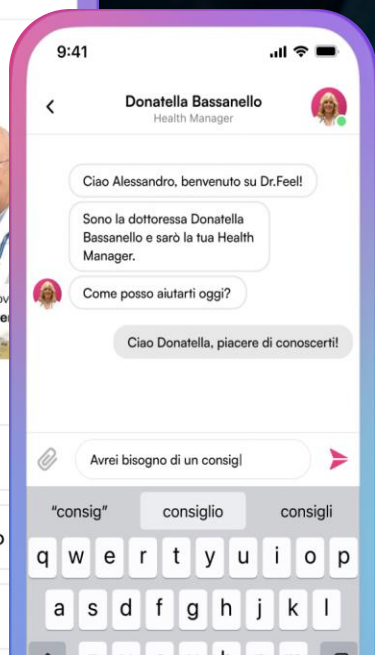 9:41
Donatella Bassanello
Health Manager
Ciao Alessandro, benvenuto su Dr.Feel!
Sono la dottoressa Donatella
Bassanello e sarò la tua Health
Manager.
Come posso aiutarti oggi?
Ciao Donatella, piacere di conoscerti!
Avrei bisogno di un consig
"consig" consiglio consigli
q w e r t y u i o p
a s d f g h j k l